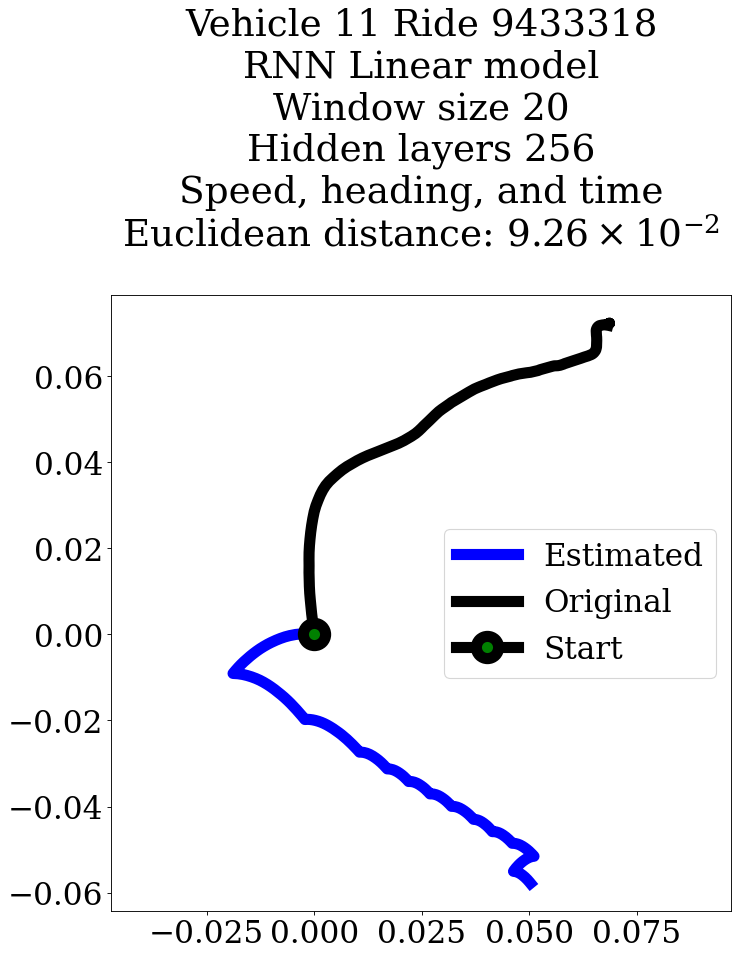 Vehicle 11 Ride 9433318
RNN Linear model
Window size 20
Hidden layers 256
Speed, heading, and time
Euclidean distance: 9.26 × 10⁻²
0.06
0.04
0.02
0.00
−0.02
−0.04
−0.06
Estimated
Original
Start
−0.025 0.000 0.025 0.050 0.075